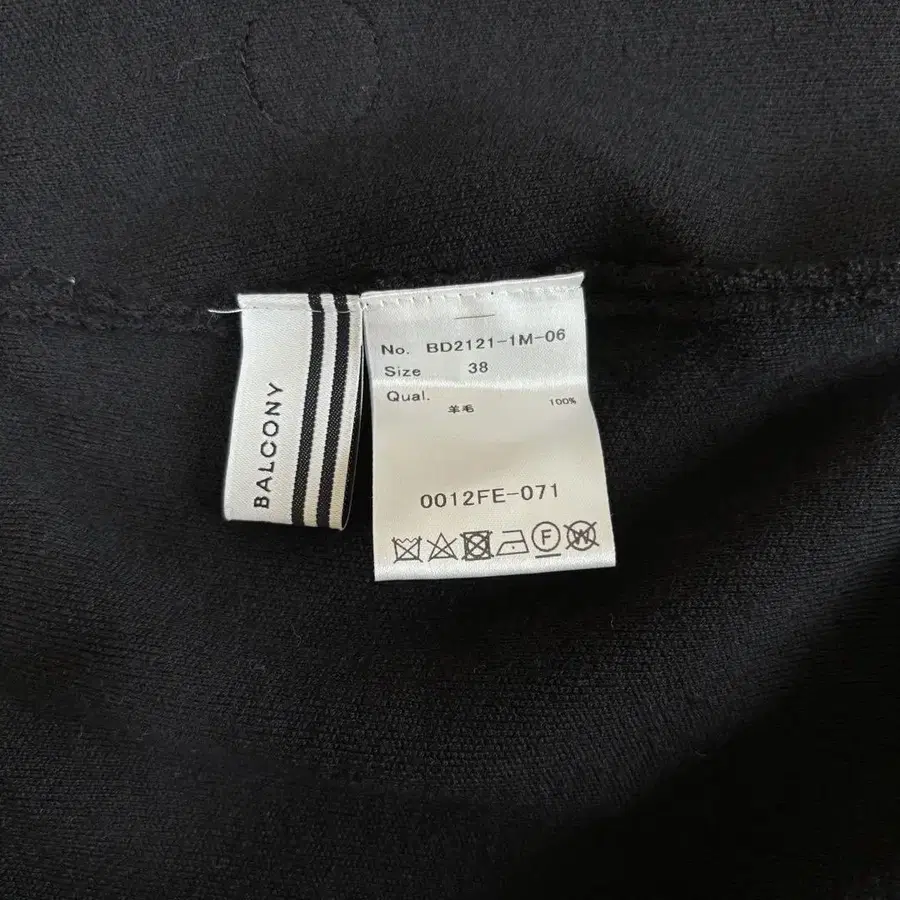 BALCONY
No. BD2121-1M-06
Size 38
Qual.
羊毛 100%
0012FE-071
F
W